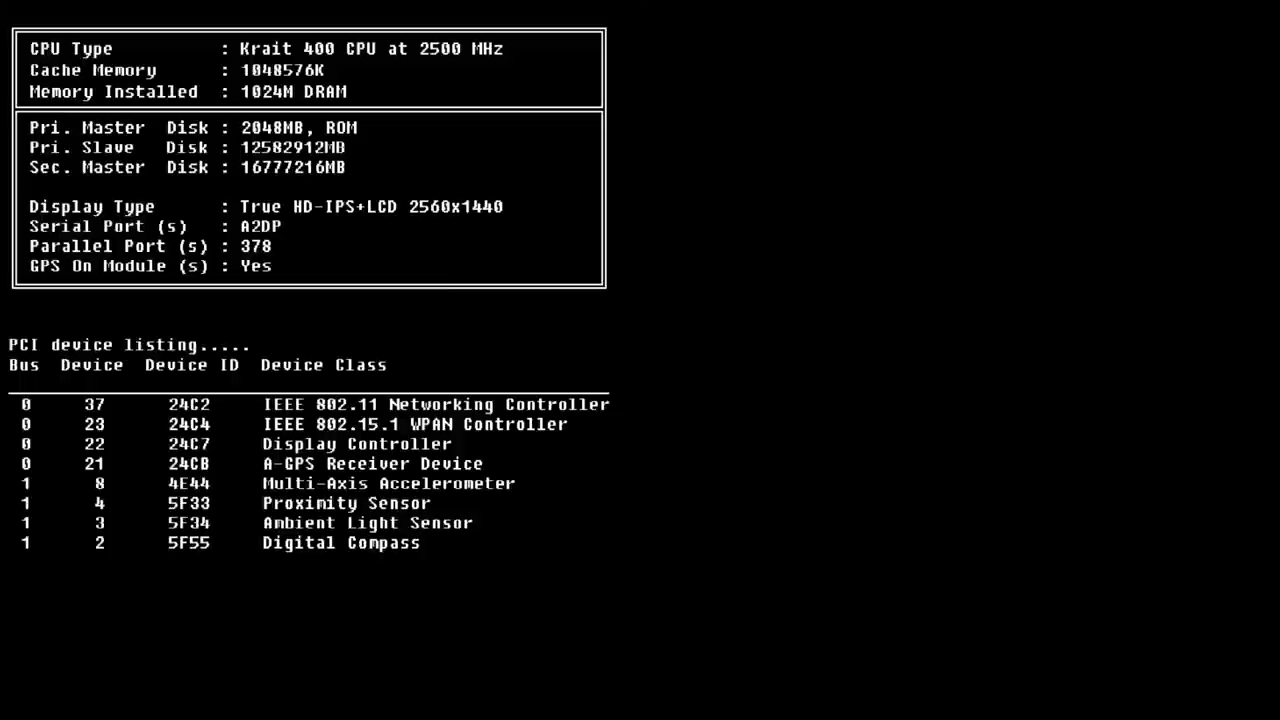 CPU Type : Krait 400 CPU at 2500 MHz
Cache Memory : 1048576K
Memory Installed : 1024M DRAM
Pri. Master Disk : 2048MB, ROM
Pri. Slave Disk : 12582912MB
Sec. Master Disk : 16777216MB
Display Type : True HD-IPS+LCD 2560x1440
Serial Port (s) : A2DP
Parallel Port (s) : 378
GPS On Module (s) : Yes
PCI device listing.....
Bus Device Device ID Device Class
0 37 24C2 IEEE 802.11 Networking Controller
0 23 24C4 IEEE 802.15.1 WPAN Controller
0 22 24C7 Display Controller
0 21 24CB A-GPS Receiver Device
1 8 4E44 Multi-Axis Accelerometer
1 4 5F33 Proximity Sensor
1 3 5F34 Ambient Light Sensor
1 2 5F55 Digital Compass